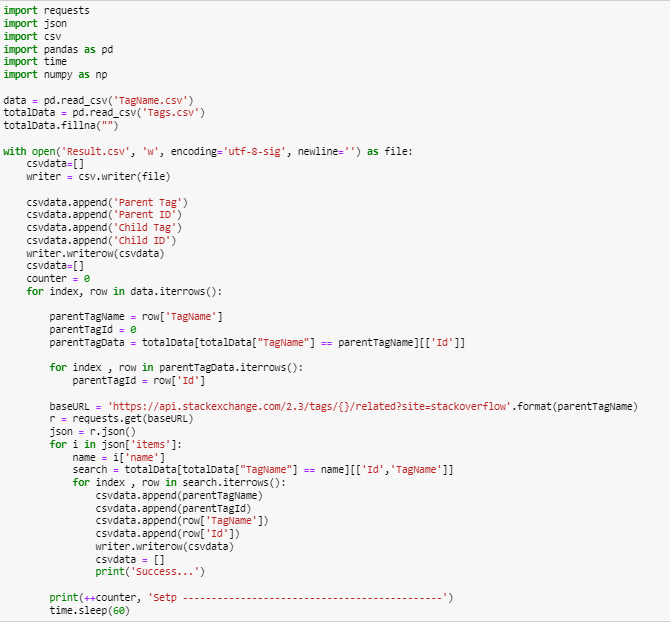 import requests
import json
import csv
import pandas as pd
import time
import numpy as np

data = pd.read_csv('TagName.csv')
totalData = pd.read_csv('Tags.csv')
totalData.fillna("")

with open('Result.csv', 'w', encoding='utf-8-sig', newline='') as file:
    csvdata=[]
    writer = csv.writer(file)

    csvdata.append('Parent Tag')
    csvdata.append('Parent ID')
    csvdata.append('Child Tag')
    csvdata.append('Child ID')
    writer.writerow(csvdata)
    csvdata=[]
    counter = 0
    for index, row in data.iterrows():

        parentTagName = row['TagName']
        parentTagId = 0
        parentTagData = totalData[totalData["TagName"] == parentTagName][['Id']]

        for index , row in parentTagData.iterrows():
            parentTagId = row['Id']

        baseURL = 'https://api.stackexchange.com/2.3/tags/{}/related?site=stackoverflow'.format(parentTagName)
        r = requests.get(baseURL)
        json = r.json()
        for i in json['items']:
            name = i['name']
            search = totalData[totalData["TagName"] == name][['Id','TagName']]
            for index , row in search.iterrows():
                csvdata.append(parentTagName)
                csvdata.append(parentTagId)
                csvdata.append(row['TagName'])
                csvdata.append(row['Id'])
                writer.writerow(csvdata)
                csvdata = []
                print('Success...')

        print(++counter, 'Setp ---------------------------------------------')
        time.sleep(60)